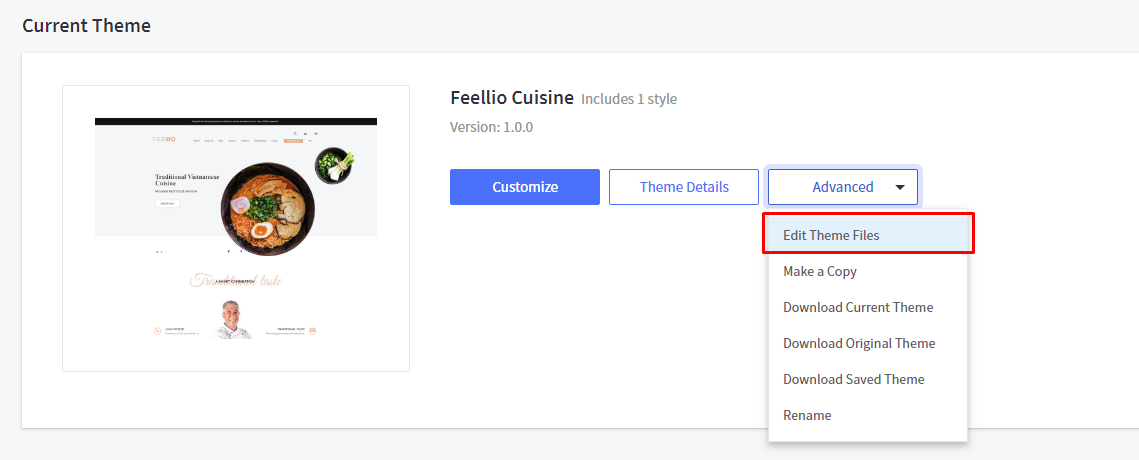 Current Theme
Feellio Cuisine Includes 1 style
Version: 1.0.0
Customize
Theme Details
Advanced
Edit Theme Files
Make a Copy
Download Current Theme
Download Original Theme
Download Saved Theme
Rename
Traditional Vietnamese
Cuisine
Traditional taste